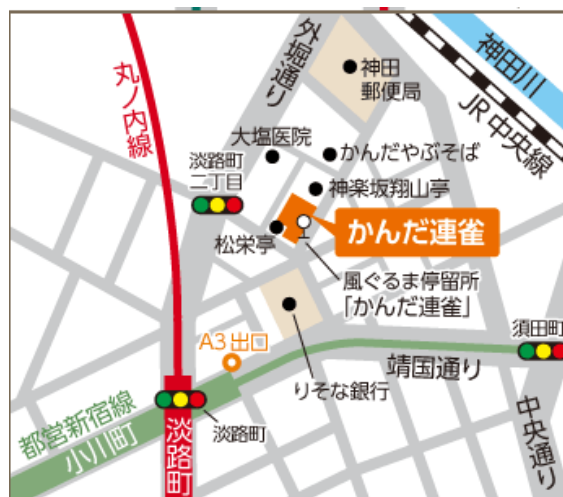 外堀通り
神田
郵便局
神田川
JR中央線
丸ノ内線
大塩医院
かんだやぶそば
淡路町
二丁目
神楽坂翔山亭
かんだ連雀
松栄亭
風ぐるま停留所
「かんだ連雀」
須田町
A3出口
りそな銀行
靖国通り
中央通り
都営新宿線
小川町
淡路町
淡路町